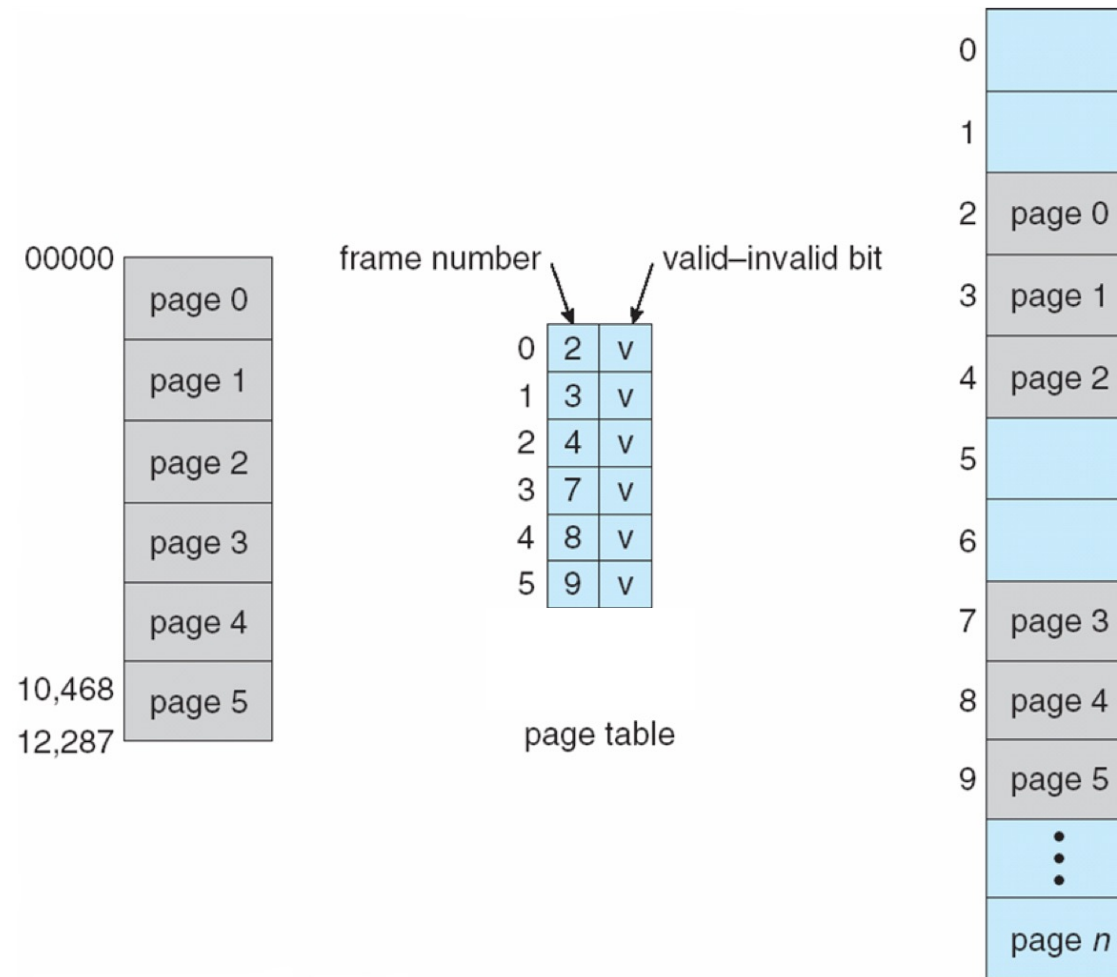 00000
page 0
page 1
page 2
page 3
page 4
10,468
page 5
12,287
frame number
valid–invalid bit
0 2 v
1 3 v
2 4 v
3 7 v
4 8 v
5 9 v
page table
0
1
2 page 0
3 page 1
4 page 2
5
6
7 page 3
8 page 4
9 page 5
page n